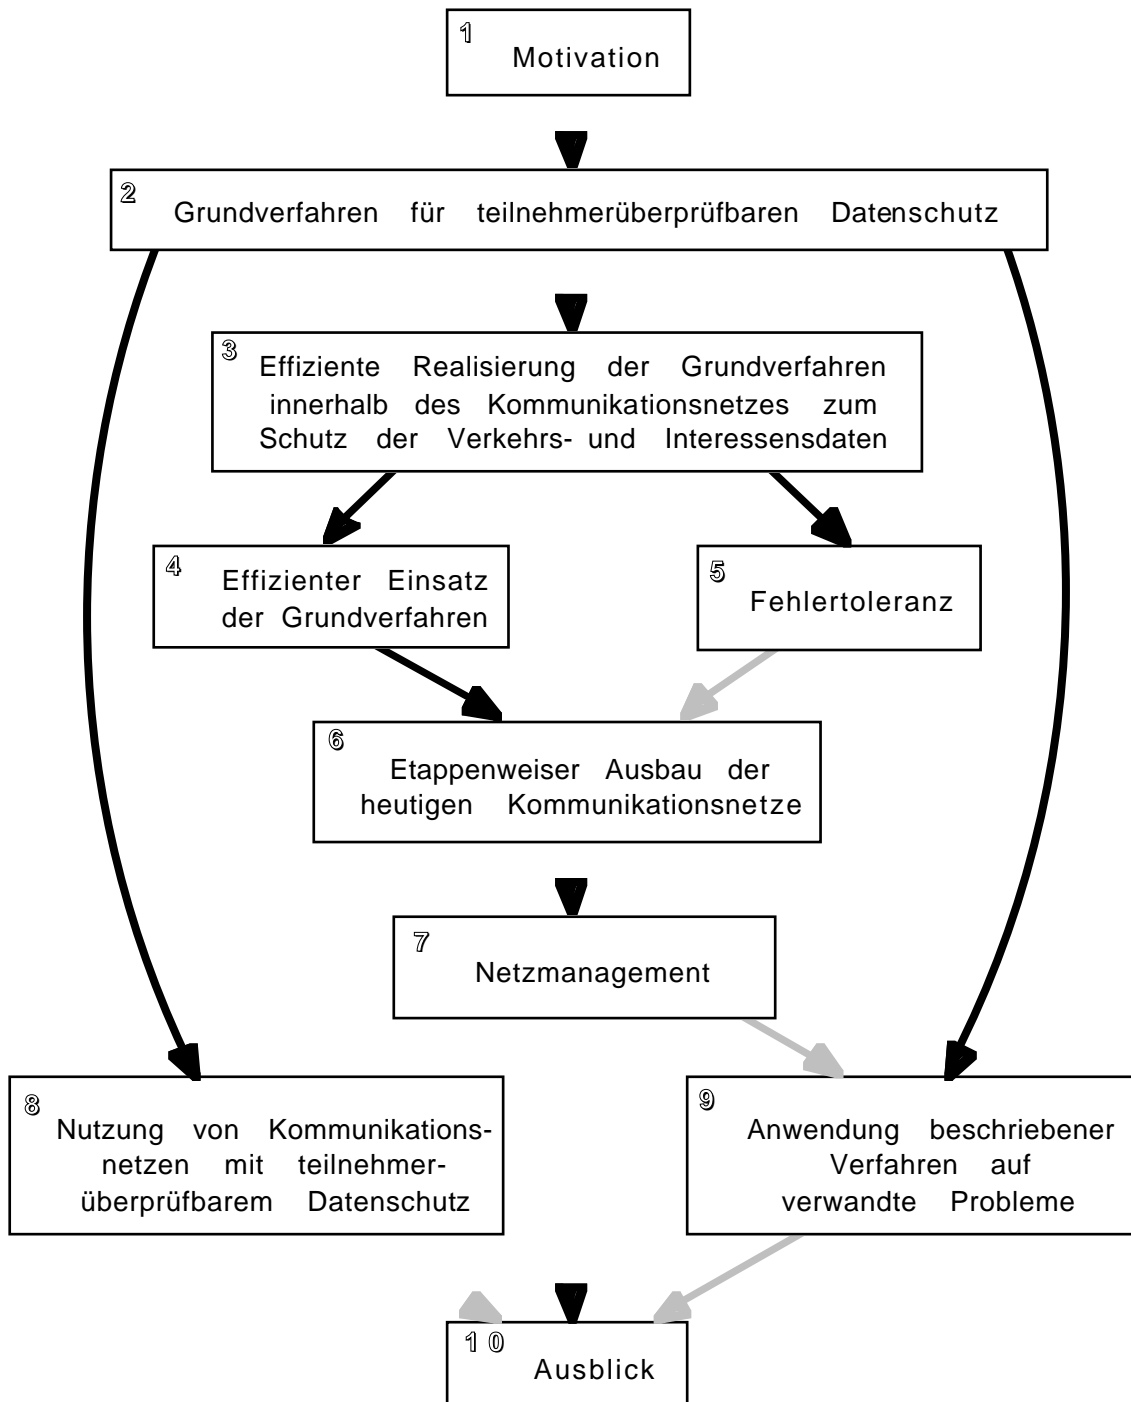 1
Motivation
2
Grundverfahren für teilnehmerüberprüfbaren Datenschutz
3
Effiziente Realisierung der Grundverfahren
innerhalb des Kommunikationsnetzes zum
Schutz der Verkehrs- und Interessensdaten
4
Effizienter Einsatz
der Grundverfahren
5
Fehlertoleranz
6
Etappenweiser Ausbau der
heutigen Kommunikationsnetze
7
Netzmanagement
8
Nutzung von Kommunikations-
netzen mit teilnehmer-
überprüfbarem Datenschutz
9
Anwendung beschriebener
Verfahren auf
verwandte Probleme
10
Ausblick